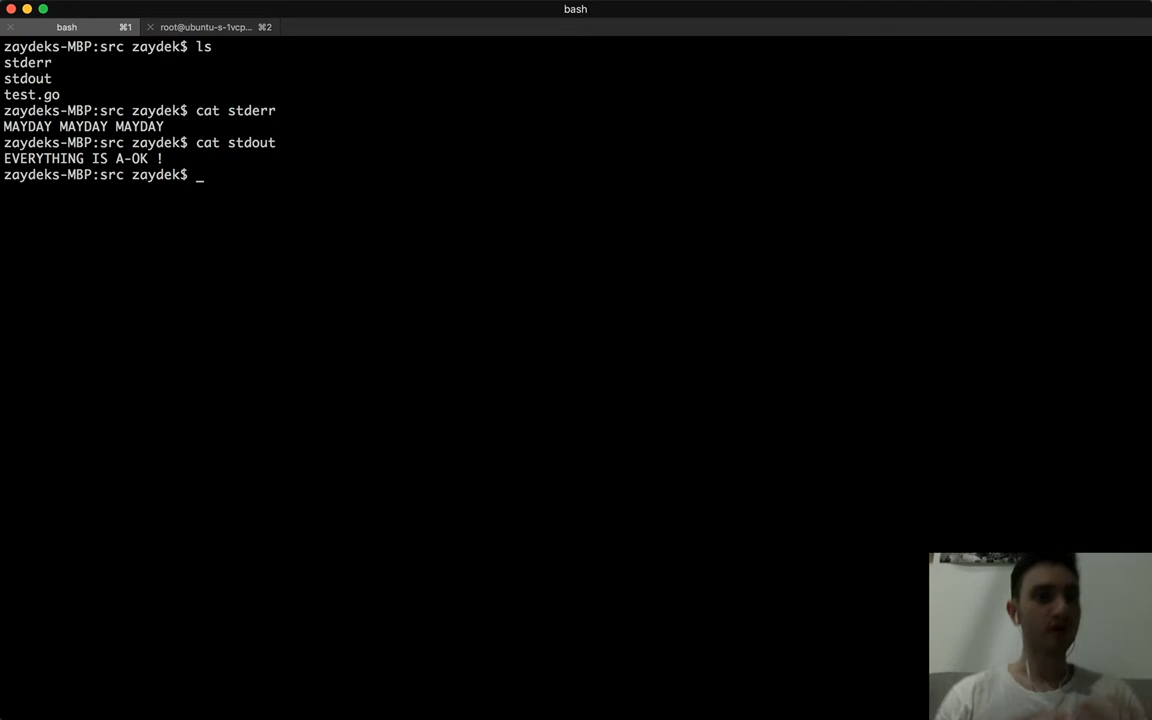 bash
bash ⌘1
root@ubuntu-s-1vcp... ⌘2
zaydeks-MBP:src zaydek$ ls
stderr
stdout
test.go
zaydeks-MBP:src zaydek$ cat stderr
MAYDAY MAYDAY MAYDAY
zaydeks-MBP:src zaydek$ cat stdout
EVERYTHING IS A-OK !
zaydeks-MBP:src zaydek$ _